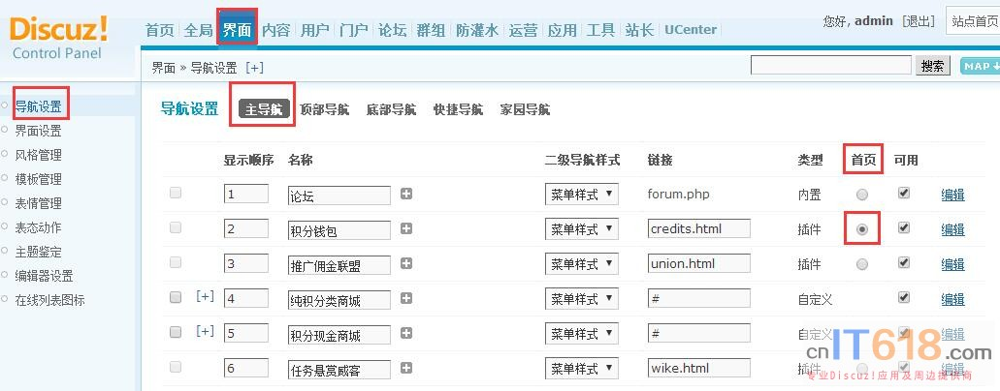 Discuz!
Control Panel
首页 全局 界面 内容 用户 门户 论坛 群组 防灌水 运营 应用 工具 站长 UCenter
您好, admin [退出] 站点首页
界面 » 导航设置 [+] 搜索 MAP
导航设置
界面设置
风格管理
模板管理
表情管理
表态动作
主题鉴定
编辑器设置
在线列表图标
导航设置 主导航 顶部导航 底部导航 快捷导航 家园导航
显示顺序 名称 二级导航样式 链接 类型 首页 可用
1 论坛 菜单样式 forum.php 内置 编辑
2 积分钱包 菜单样式 credits.html 插件 编辑
3 推广佣金联盟 菜单样式 union.html 插件 编辑
[+] 4 纯积分类商城 菜单样式 # 自定义 编辑
[+] 5 积分现金商城 菜单样式 # 自定义 编辑
6 任务悬赏威客 菜单样式 wike.html 插件 编辑
cnIT618.com
专业Discuz!应用及周边提供商